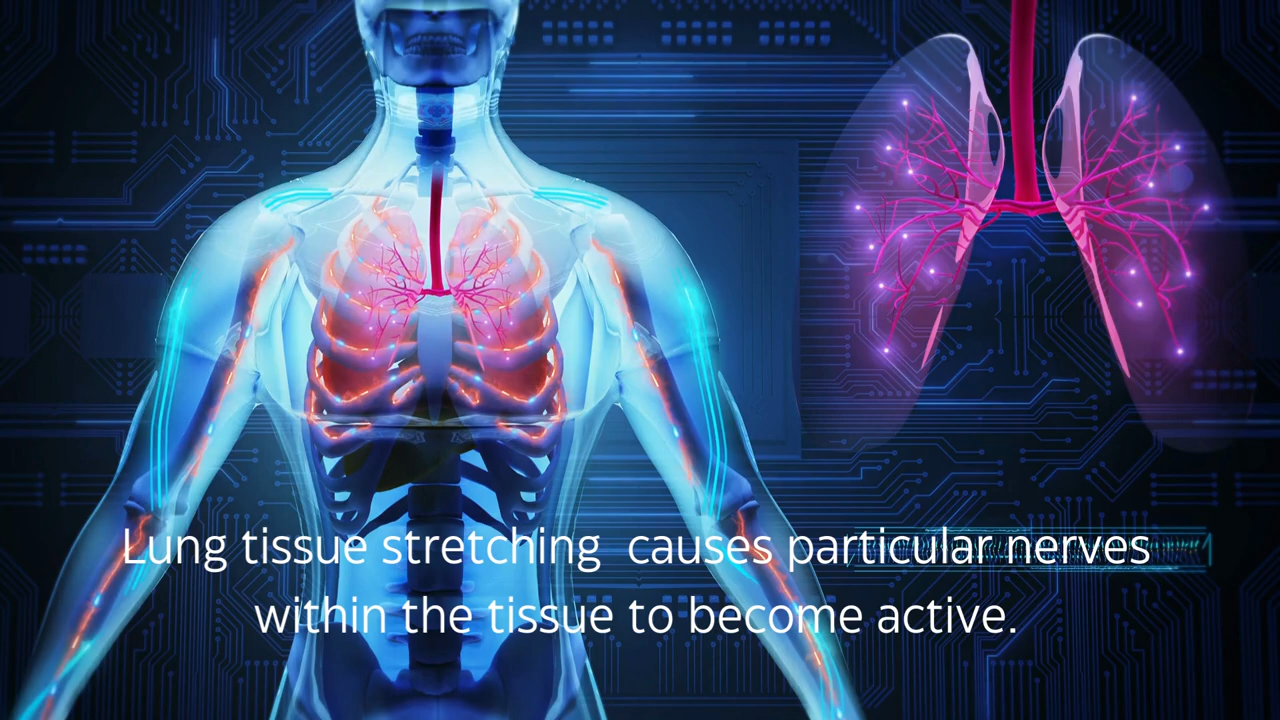 Lung tissue stretching  causes particular nerves
within the tissue to become active.